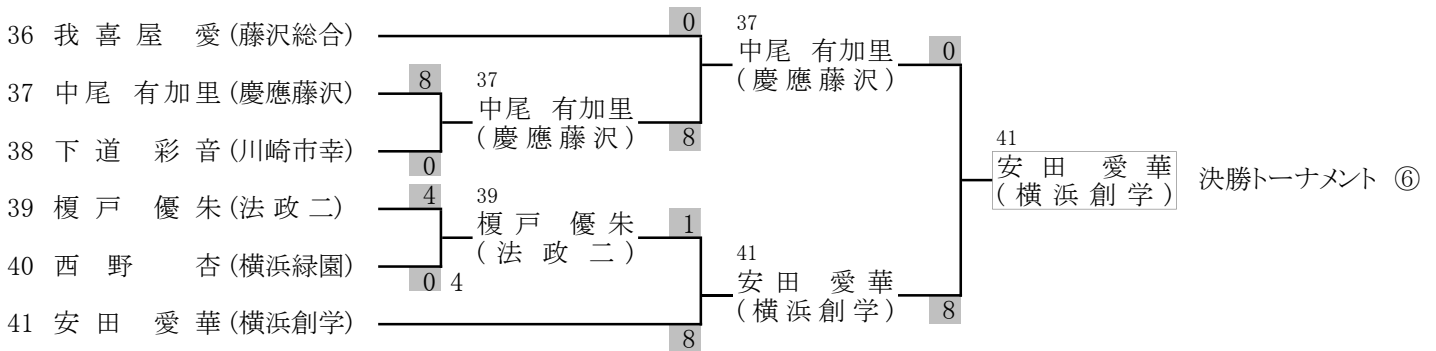 36 我喜屋 愛 (藤沢総合)
0
37
中尾 有加里
(慶應藤沢)
0
37 中尾 有加里 (慶應藤沢)
8
37
中尾 有加里
(慶應藤沢)
8
38 下道 彩音 (川崎市幸)
0
41
安田 愛華
(横浜創学)
決勝トーナメント ⑥
39 榎戸 優朱 (法政二)
4
39
榎戸 優朱
(法政二)
1
40 西野 杏 (横浜緑園)
0 4
41
安田 愛華
(横浜創学)
8
41 安田 愛華 (横浜創学)
8